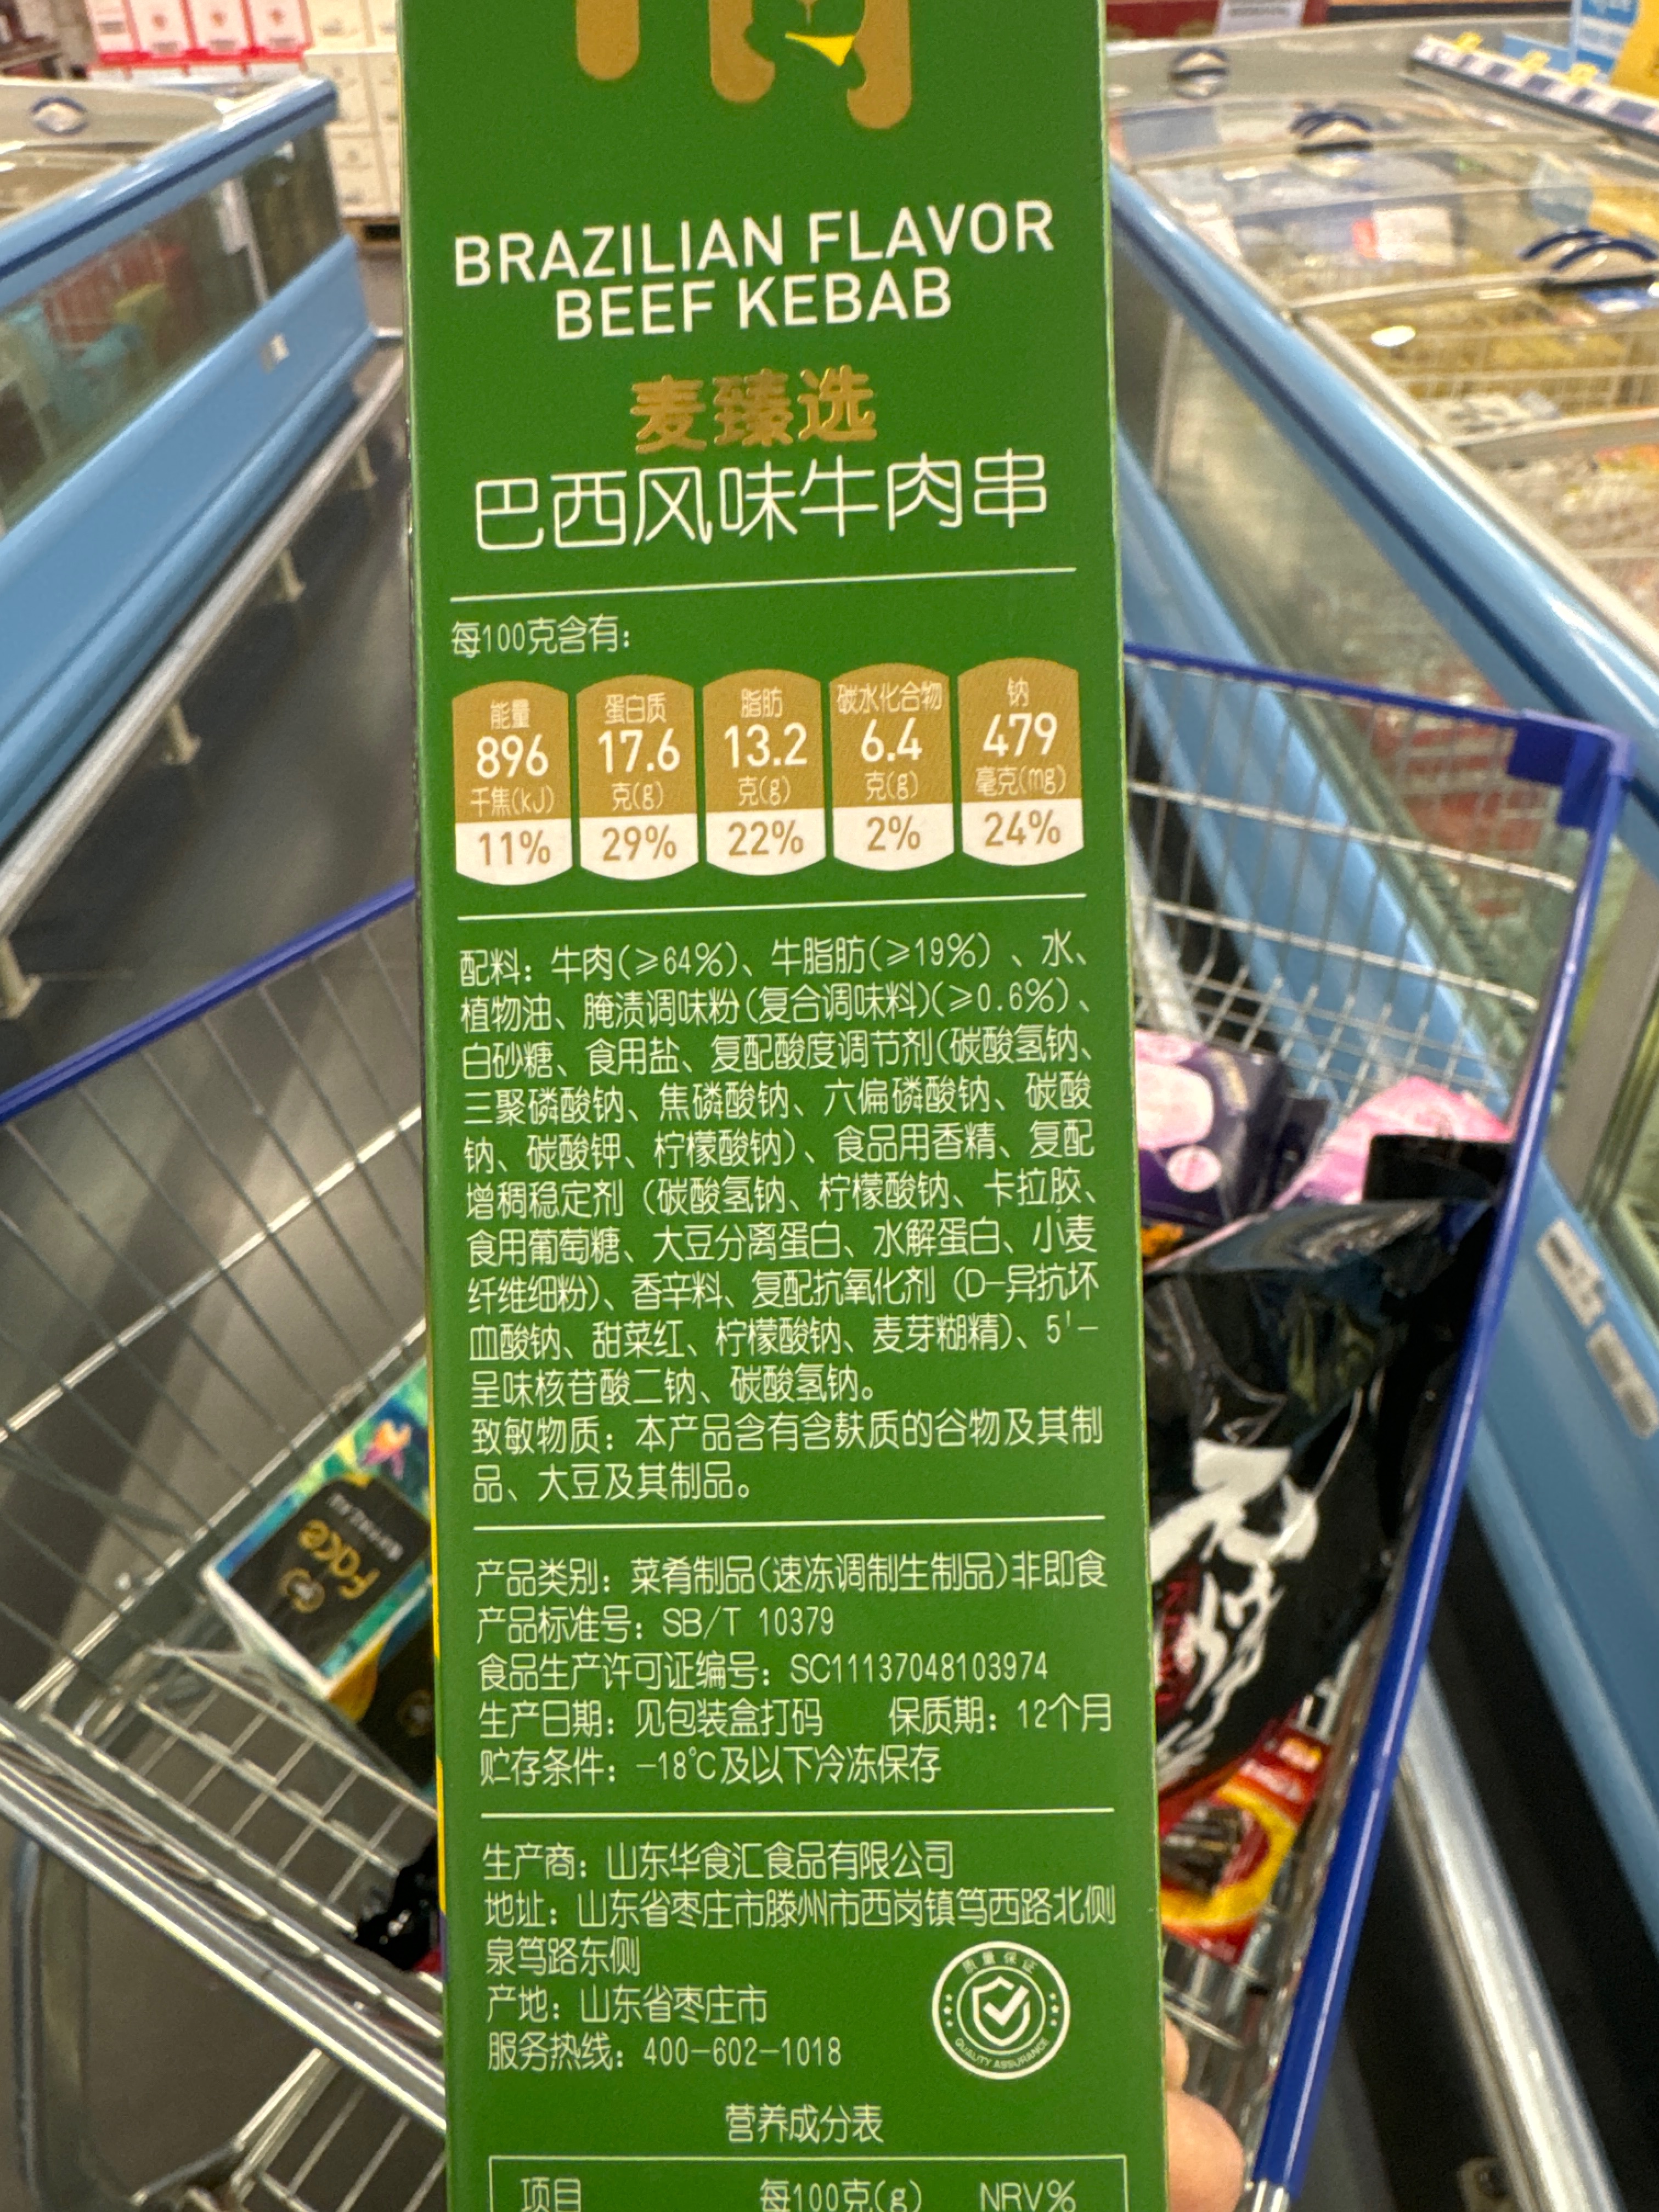 BRAZILIAN FLAVOR
BEEF KEBAB
麦臻选
巴西风味牛肉串
每100克含有:
能量 蛋白质 脂肪 碳水化合物 钠
896 17.6 13.2 6.4 479
千焦(kJ) 克(g) 克(g) 克(g) 毫克(mg)
11% 29% 22% 2% 24%
配料: 牛肉(≥64%)、牛脂肪(≥19%)、水、
植物油、腌渍调味粉(复合调味料)(≥0.6%)、
白砂糖、食用盐、复配酸度调节剂(碳酸氢钠、
三聚磷酸钠、焦磷酸钠、六偏磷酸钠、碳酸
钠、碳酸钾、柠檬酸钠)、食品用香精、复配
增稠稳定剂 (碳酸氢钠、柠檬酸钠、卡拉胶、
食用葡萄糖、大豆分离蛋白、水解蛋白、小麦
纤维细粉)、香辛料、复配抗氧化剂 (D-异抗坏
血酸钠、甜菜红、柠檬酸钠、麦芽糊精)、5'-
呈味核苷酸二钠、碳酸氢钠。
致敏物质: 本产品含有含麸质的谷物及其制
品、大豆及其制品。
产品类别: 菜肴制品(速冻调制生制品)非即食
产品标准号: SB/T 10379
食品生产许可证编号: SC11137048103974
生产日期: 见包装盒打码 保质期: 12个月
贮存条件: -18℃及以下冷冻保存
生产商: 山东华食汇食品有限公司
地址: 山东省枣庄市滕州市西岗镇笃西路北侧
泉笃路东侧
产地: 山东省枣庄市
服务热线: 400-602-1018
质量保证
QUALITY ASSURANCE
营养成分表
项目 每100克(g) NRV%
Face